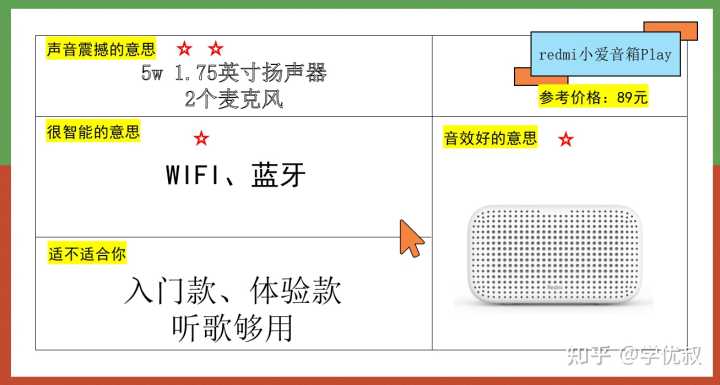 声音震撼的意思 ☆ ☆
5w 1.75英寸扬声器
2个麦克风
redmi小爱音箱Play
参考价格：89元
很智能的意思 ☆
WIFI、蓝牙
音效好的意思 ☆
适不适合你
入门款、体验款
听歌够用
Redmi
知乎 @学优叔